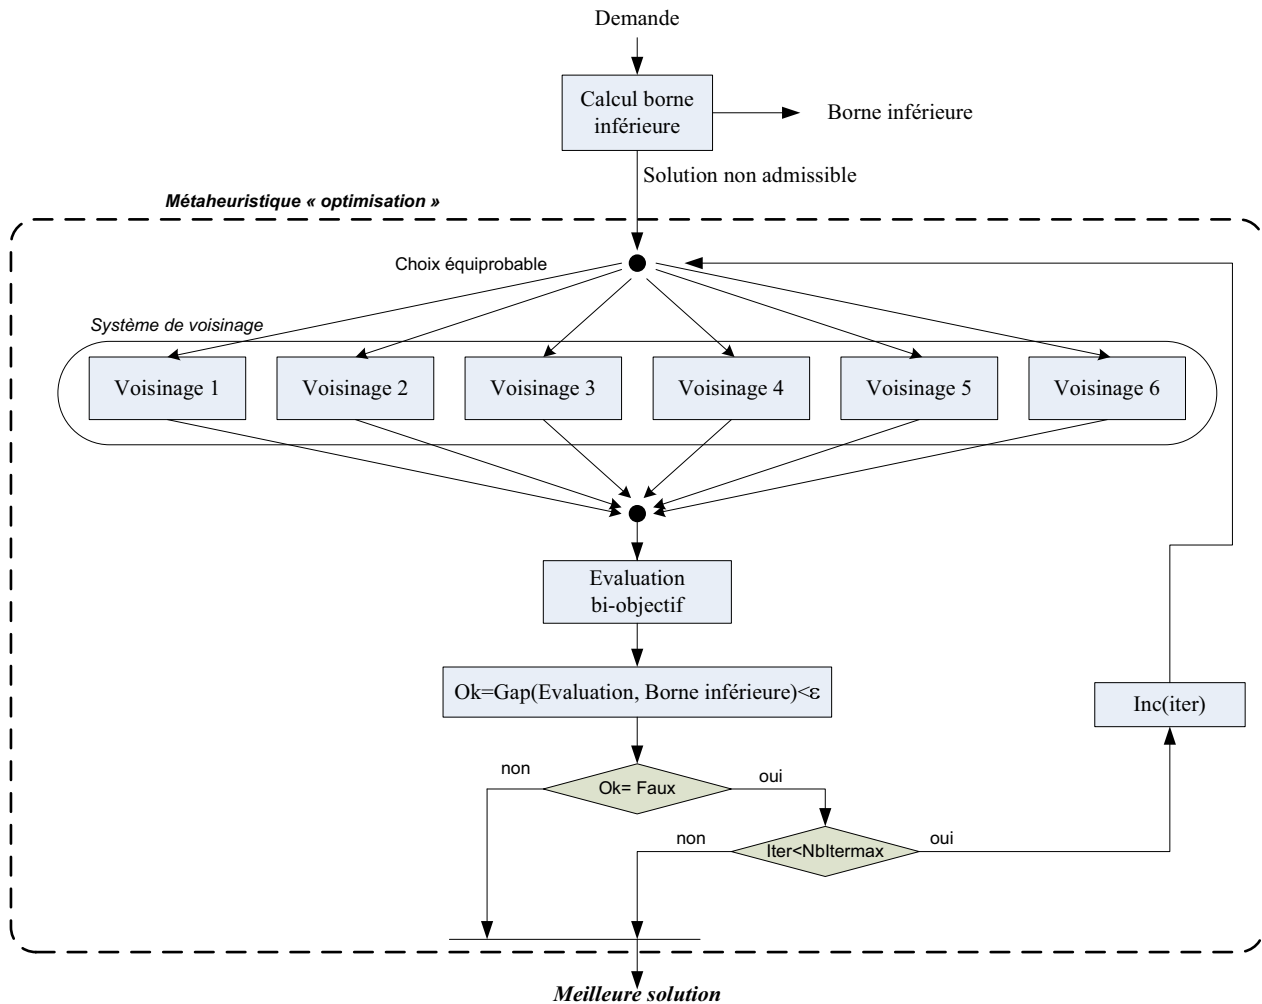 Demande
Calcul borne
inférieure
Borne inférieure
Solution non admissible
Métaheuristique « optimisation »
Choix équiprobable
Système de voisinage
Voisinage 1
Voisinage 2
Voisinage 3
Voisinage 4
Voisinage 5
Voisinage 6
Evaluation
bi-objectif
Ok=Gap(Evaluation, Borne inférieure)<ε
Inc(iter)
non
Ok= Faux
oui
non
Iter<NbItermax
oui
Meilleure solution